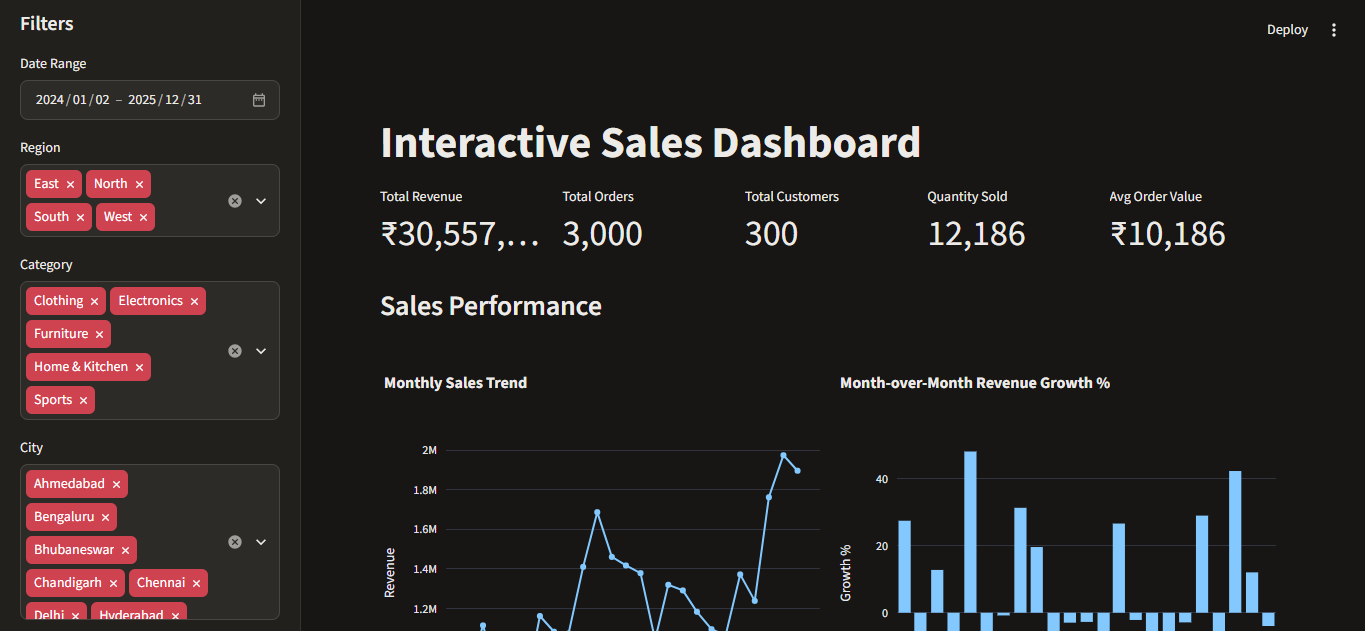 Filters
Date Range
2024/01/02 – 2025/12/31
Region
East ×  North ×
South ×  West ×
Category
Clothing ×  Electronics ×
Furniture ×
Home & Kitchen ×
Sports ×
City
Ahmedabad ×
Bengaluru ×
Bhubaneswar ×
Chandigarh ×  Chennai ×
Delhi ×  Hyderabad ×
Deploy
Interactive Sales Dashboard
Total Revenue  Total Orders  Total Customers  Quantity Sold  Avg Order Value
₹30,557,…  3,000  300  12,186  ₹10,186
Sales Performance
Monthly Sales Trend
2M
1.8M
1.6M
1.4M
1.2M
Revenue
Month-over-Month Revenue Growth %
40
20
0
Growth %